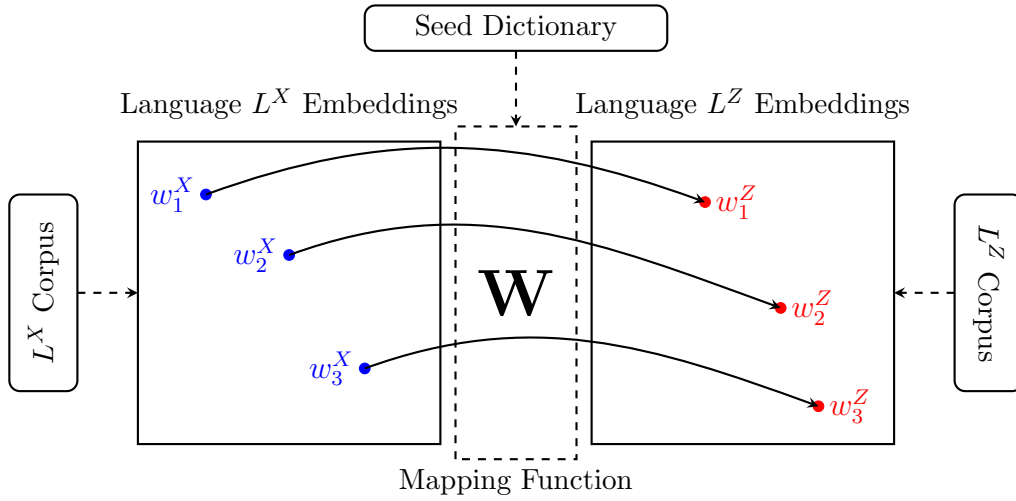 Seed Dictionary
Language $L^X$ Embeddings
Language $L^Z$ Embeddings
$w_1^X$
$w_1^Z$
$w_2^X$
$w_2^Z$
$w_3^X$
$w_3^Z$
$L^X$ Corpus
W
$L^Z$ Corpus
Mapping Function